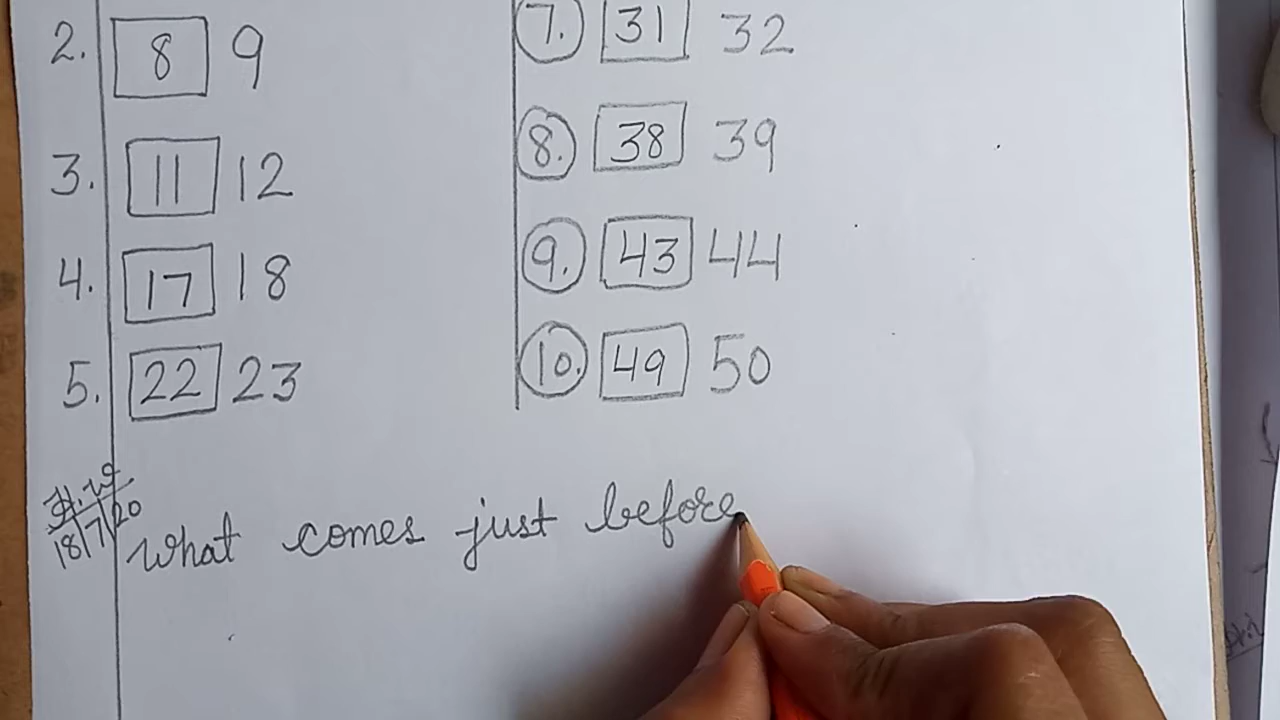 2. 8 9
3. 11 12
4. 17 18
5. 22 23
7. 31 32
8. 38 39
9. 43 44
10. 49 50
H.W
18/7/20
What comes just before